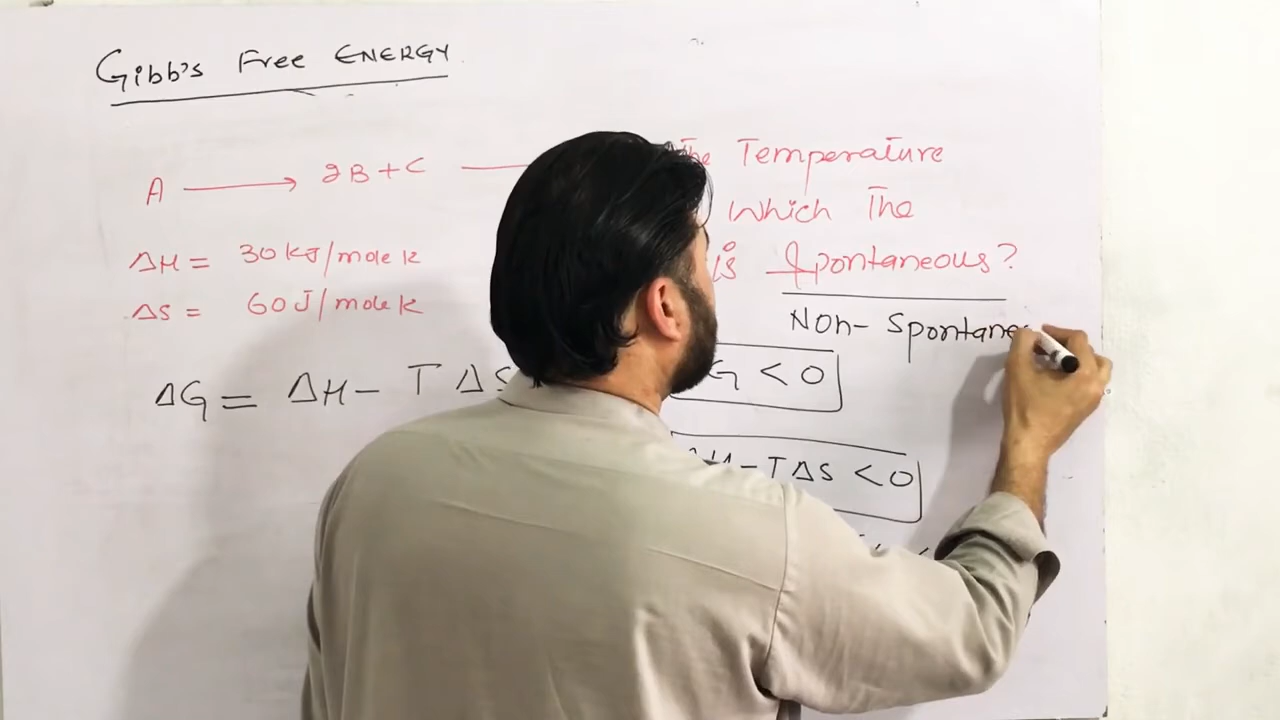 Gibb's Free ENERGY
A ⟶ 2B + C — The Temperature
which The
is Spontaneous?
ΔH = 30 kJ/mole k
ΔS = 60 J/mole k
Non-Spontane
ΔG = ΔH - TΔS
G < 0
ΔH - TΔS < 0